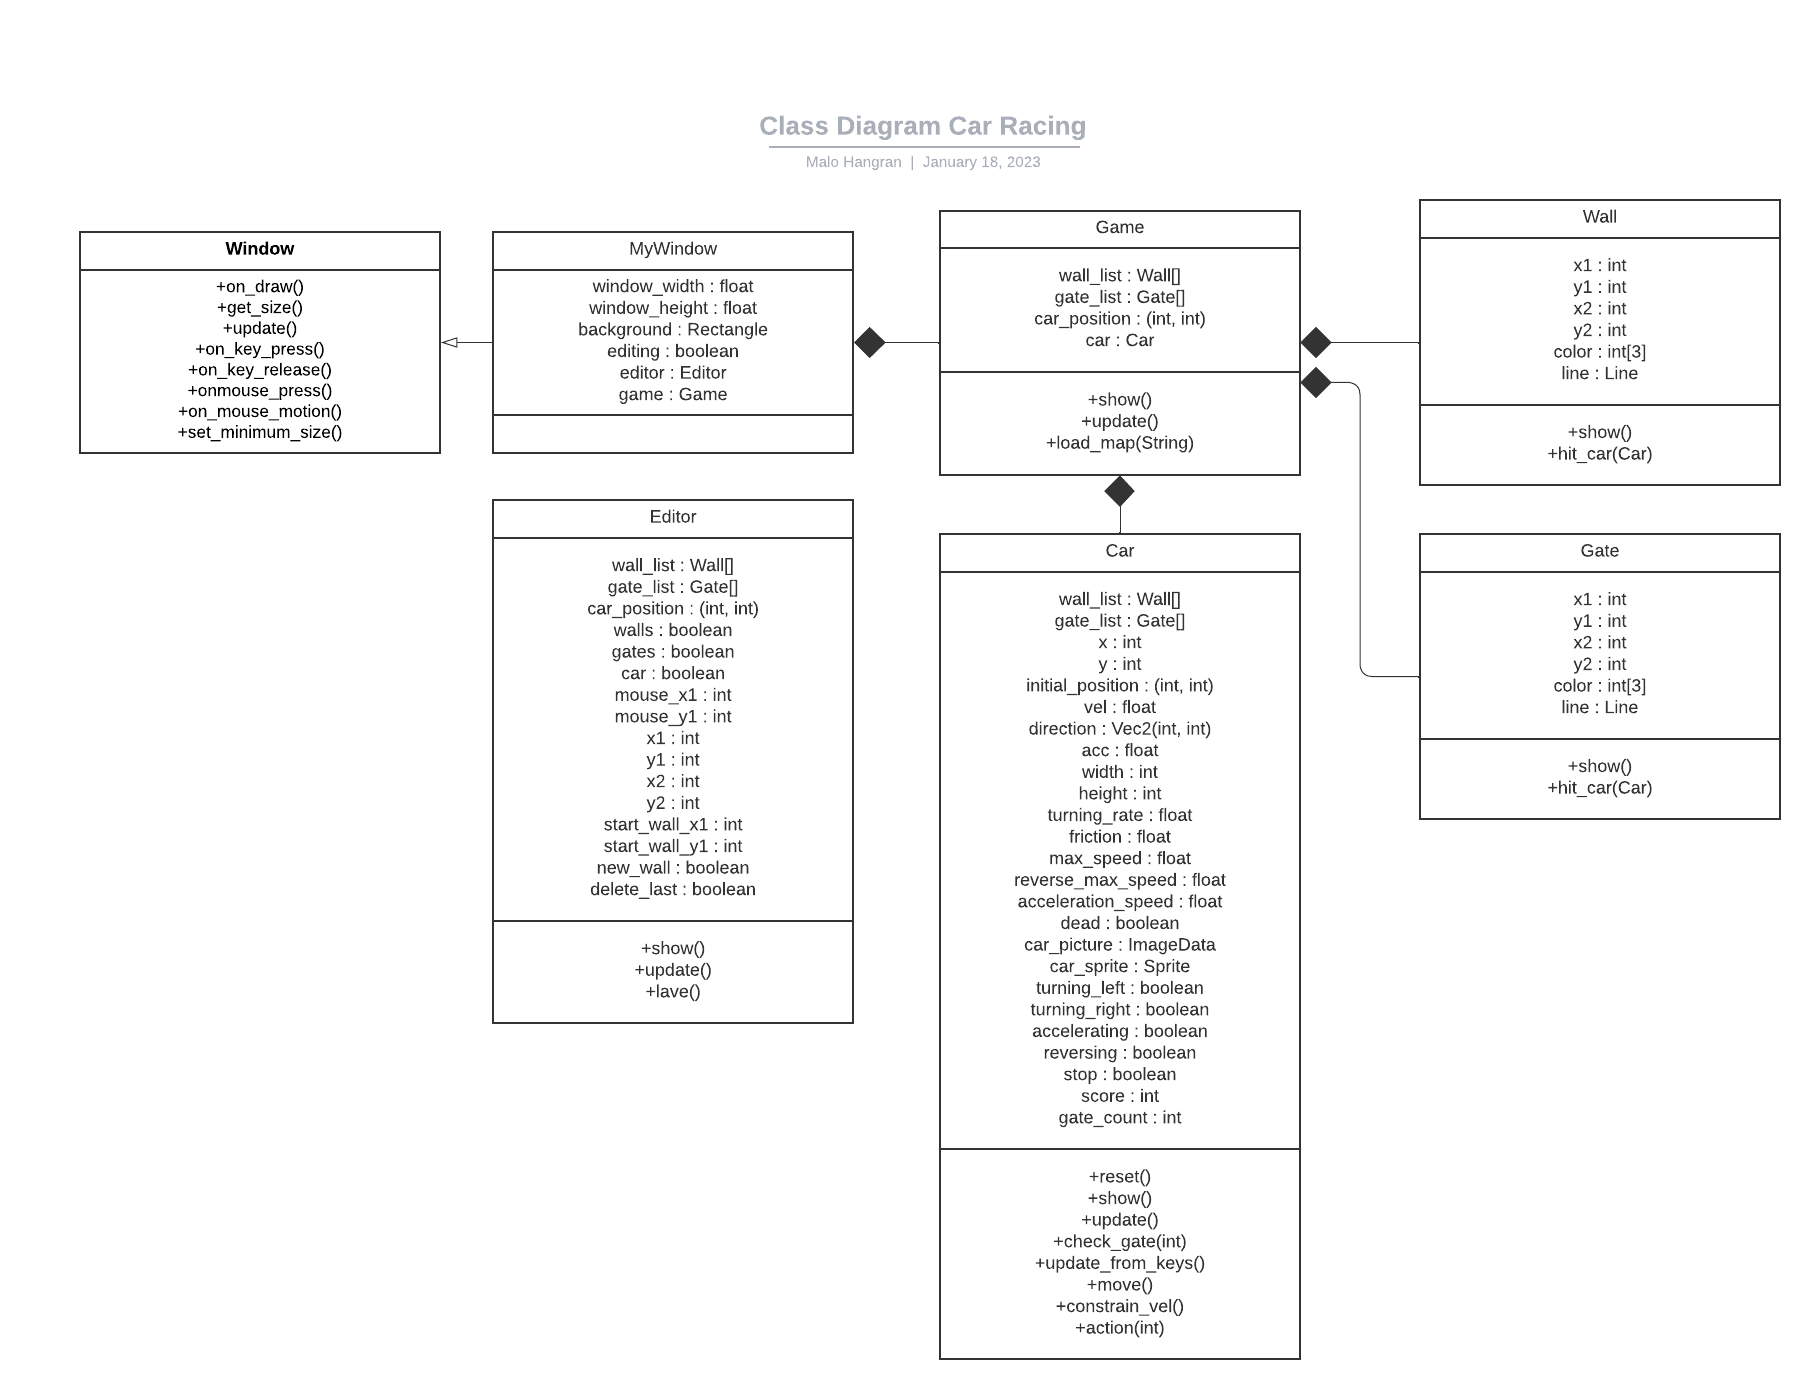 Class Diagram Car Racing
Malo Hangran | January 18, 2023
Window
+on_draw()
+get_size()
+update()
+on_key_press()
+on_key_release()
+onmouse_press()
+on_mouse_motion()
+set_minimum_size()
MyWindow
window_width : float
window_height : float
background : Rectangle
editing : boolean
editor : Editor
game : Game
Editor
wall_list : Wall[]
gate_list : Gate[]
car_position : (int, int)
walls : boolean
gates : boolean
car : boolean
mouse_x1 : int
mouse_y1 : int
x1 : int
y1 : int
x2 : int
y2 : int
start_wall_x1 : int
start_wall_y1 : int
new_wall : boolean
delete_last : boolean
+show()
+update()
+lave()
Game
wall_list : Wall[]
gate_list : Gate[]
car_position : (int, int)
car : Car
+show()
+update()
+load_map(String)
Car
wall_list : Wall[]
gate_list : Gate[]
x : int
y : int
initial_position : (int, int)
vel : float
direction : Vec2(int, int)
acc : float
width : int
height : int
turning_rate : float
friction : float
max_speed : float
reverse_max_speed : float
acceleration_speed : float
dead : boolean
car_picture : ImageData
car_sprite : Sprite
turning_left : boolean
turning_right : boolean
accelerating : boolean
reversing : boolean
stop : boolean
score : int
gate_count : int
+reset()
+show()
+update()
+check_gate(int)
+update_from_keys()
+move()
+constrain_vel()
+action(int)
Wall
x1 : int
y1 : int
x2 : int
y2 : int
color : int[3]
line : Line
+show()
+hit_car(Car)
Gate
x1 : int
y1 : int
x2 : int
y2 : int
color : int[3]
line : Line
+show()
+hit_car(Car)